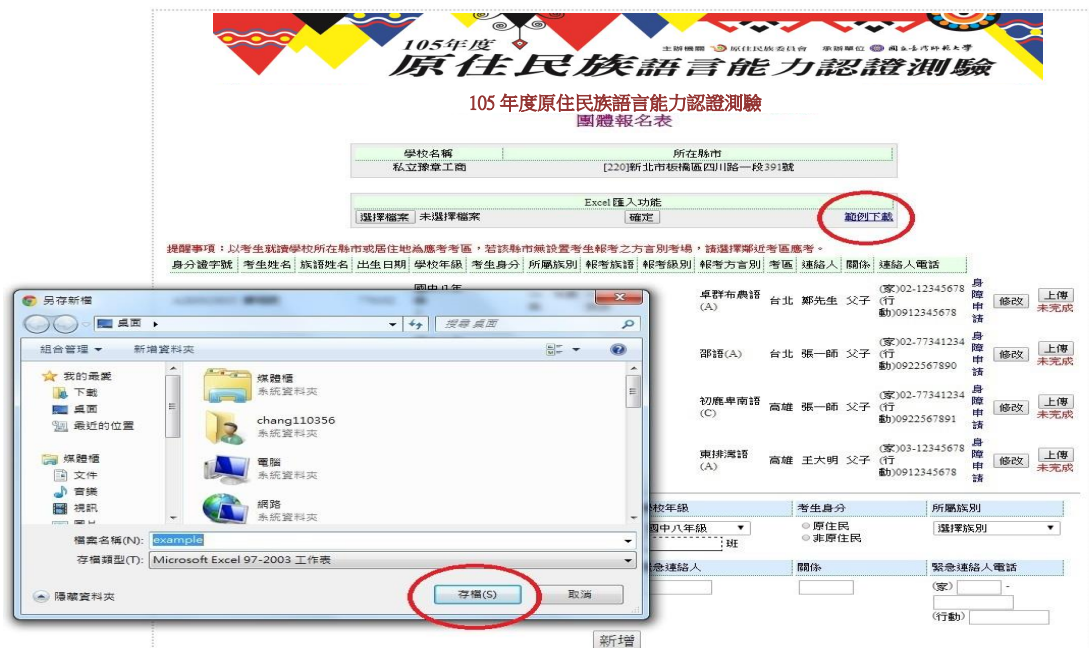 105年度
主辦機關 原住民族委員會 承辦單位 國立臺灣師範大學
原住民族語言能力認證測驗
105 年度原住民族語言能力認證測驗
團體報名表
學校名稱 所在縣市
私立豫章工商 [220]新北市板橋區四川路一段391號
Excel 匯入功能
選擇檔案 未選擇檔案 確定 範例下載
提醒事項：以考生就讀學校所在縣市或居住地為應考考區，若該縣市無設置考生報考之方言別考場，請選擇鄰近考區應考。
身分證字號 考生姓名 族語姓名 出生日期 學校年級 考生身分 所屬族別 報考族語 報考級別 報考方言別 考區 連絡人 關係 連絡人電話
國中八年
卓群布農語(A) 台北 鄭先生 父子 (家)02-12345678 (行動)0912345678 身障申請 修改 上傳 未完成
邵語(A) 台北 張一師 父子 (家)02-77341234 (行動)0922567890 身障申請 修改 上傳 未完成
初鹿卑南語(C) 高雄 張一師 父子 (家)02-77341234 (行動)0922567891 身障申請 修改 上傳 未完成
東排灣語(A) 高雄 王大明 父子 (家)03-12345678 (行動)0912345678 身障申請 修改 上傳 未完成
另存新檔
桌面
搜尋 桌面
組合管理 新增資料夾
我的最愛
下載
桌面
最近的位置
媒體櫃
文件
音樂
視訊
圖片
媒體櫃
系統資料夾
chang110356
系統資料夾
電腦
系統資料夾
網路
系統資料夾
檔案名稱(N): example
存檔類型(T): Microsoft Excel 97-2003 工作表
隱藏資料夾 存檔(S) 取消
校年級 考生身分 所屬族別
國中八年級 原住民 選擇族別
班 非原住民
急連絡人 關係 緊急連絡人電話
(家) -
(行動)
新增